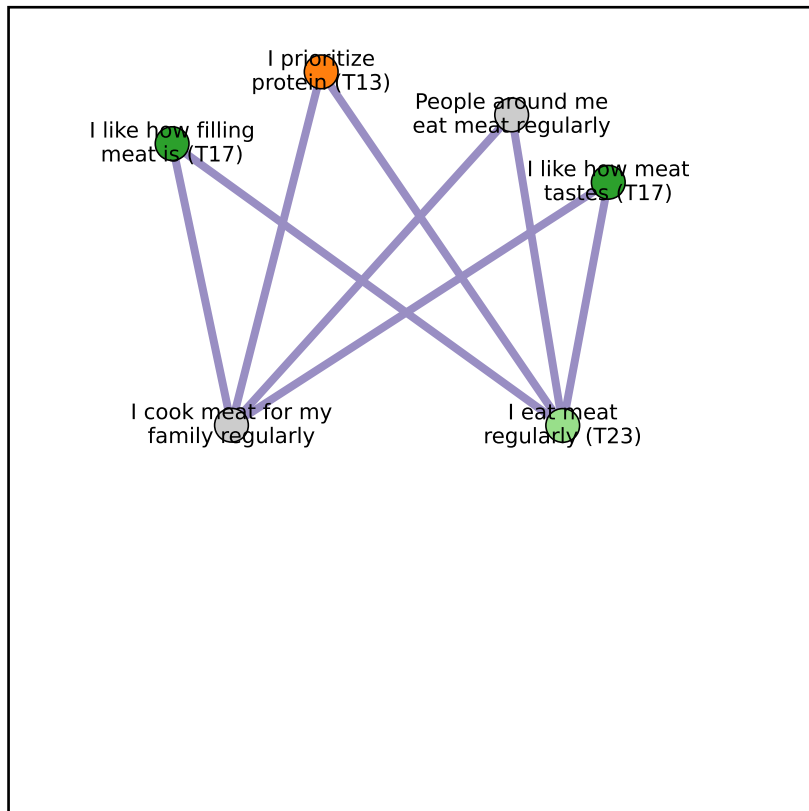 I prioritize
protein (T13)
People around me
eat meat regularly
I like how filling
meat is (T17)
I like how meat
tastes (T17)
I cook meat for my
family regularly
I eat meat
regularly (T23)